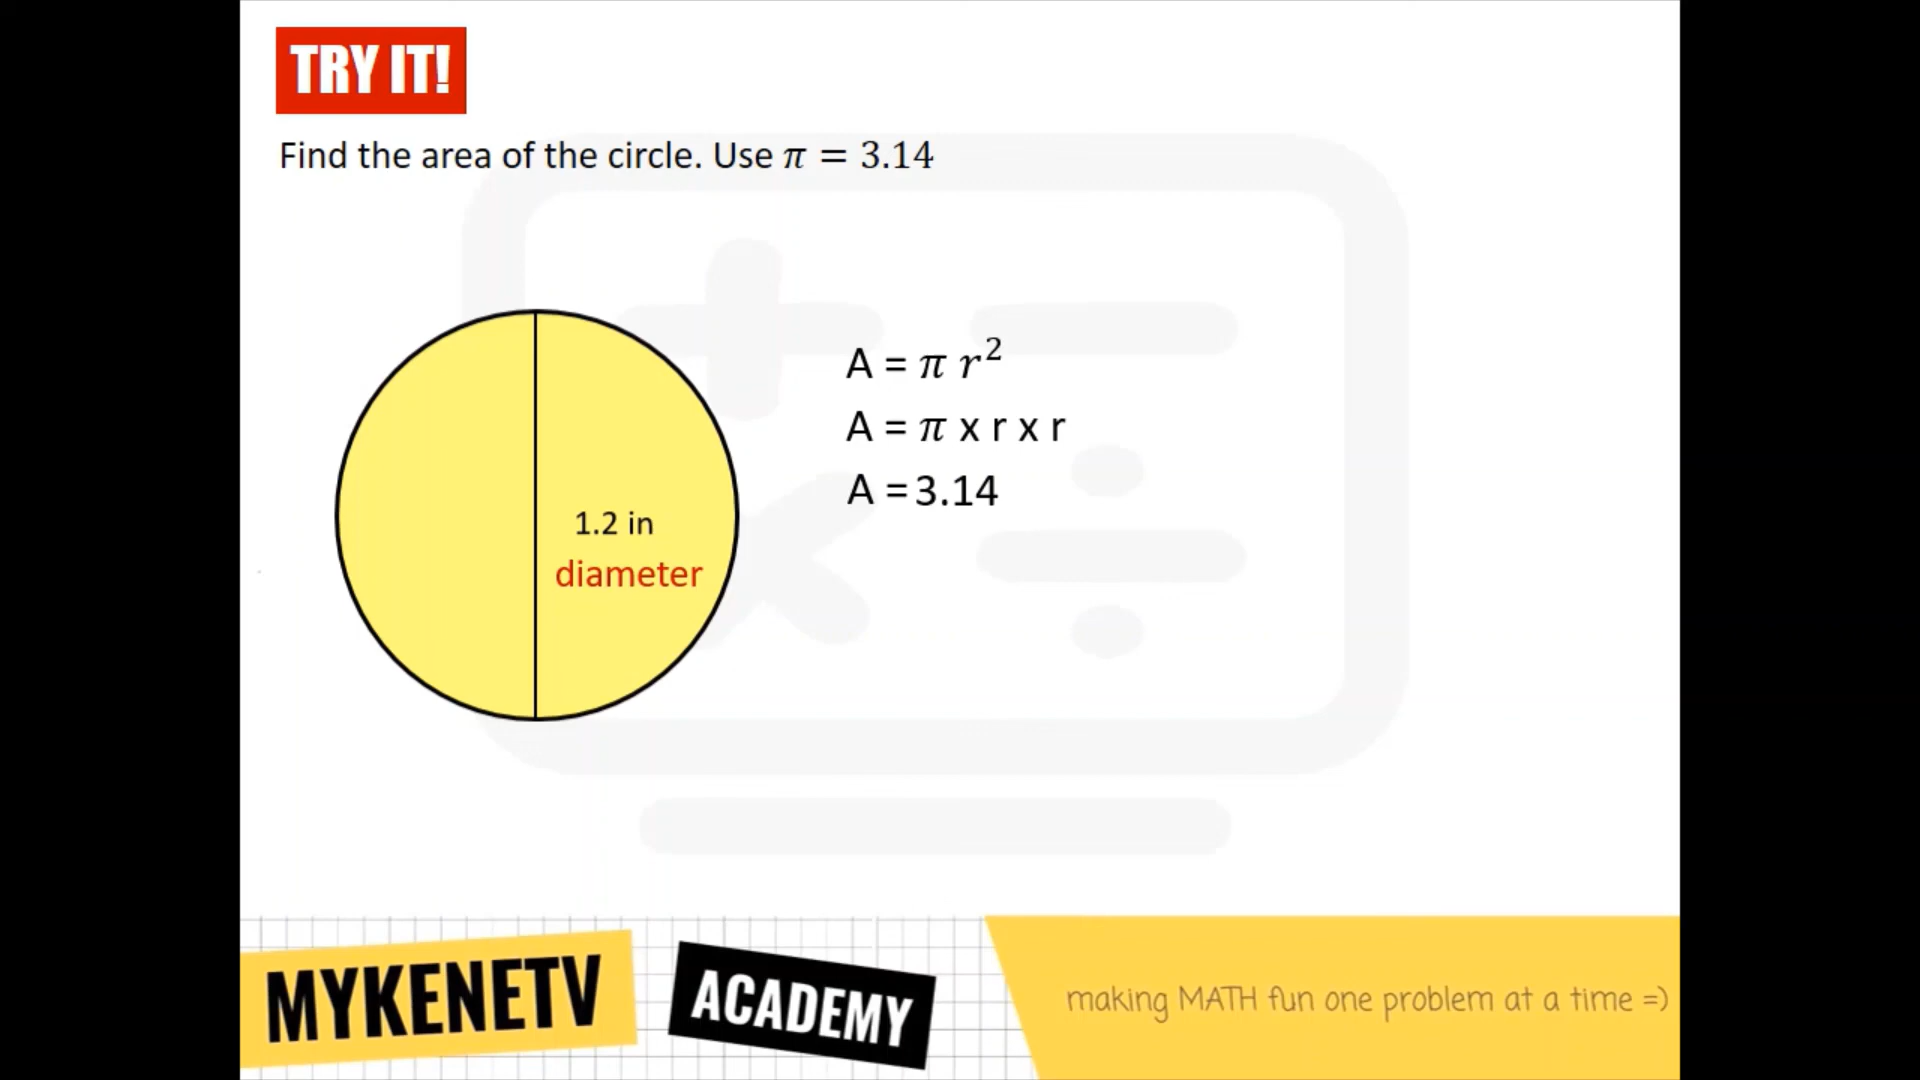 TRY IT!
Find the area of the circle. Use π = 3.14
A = π r²
A = π x r x r
A = 3.14
1.2 in
diameter
MYKENETV ACADEMY
making MATH fun one problem at a time =)